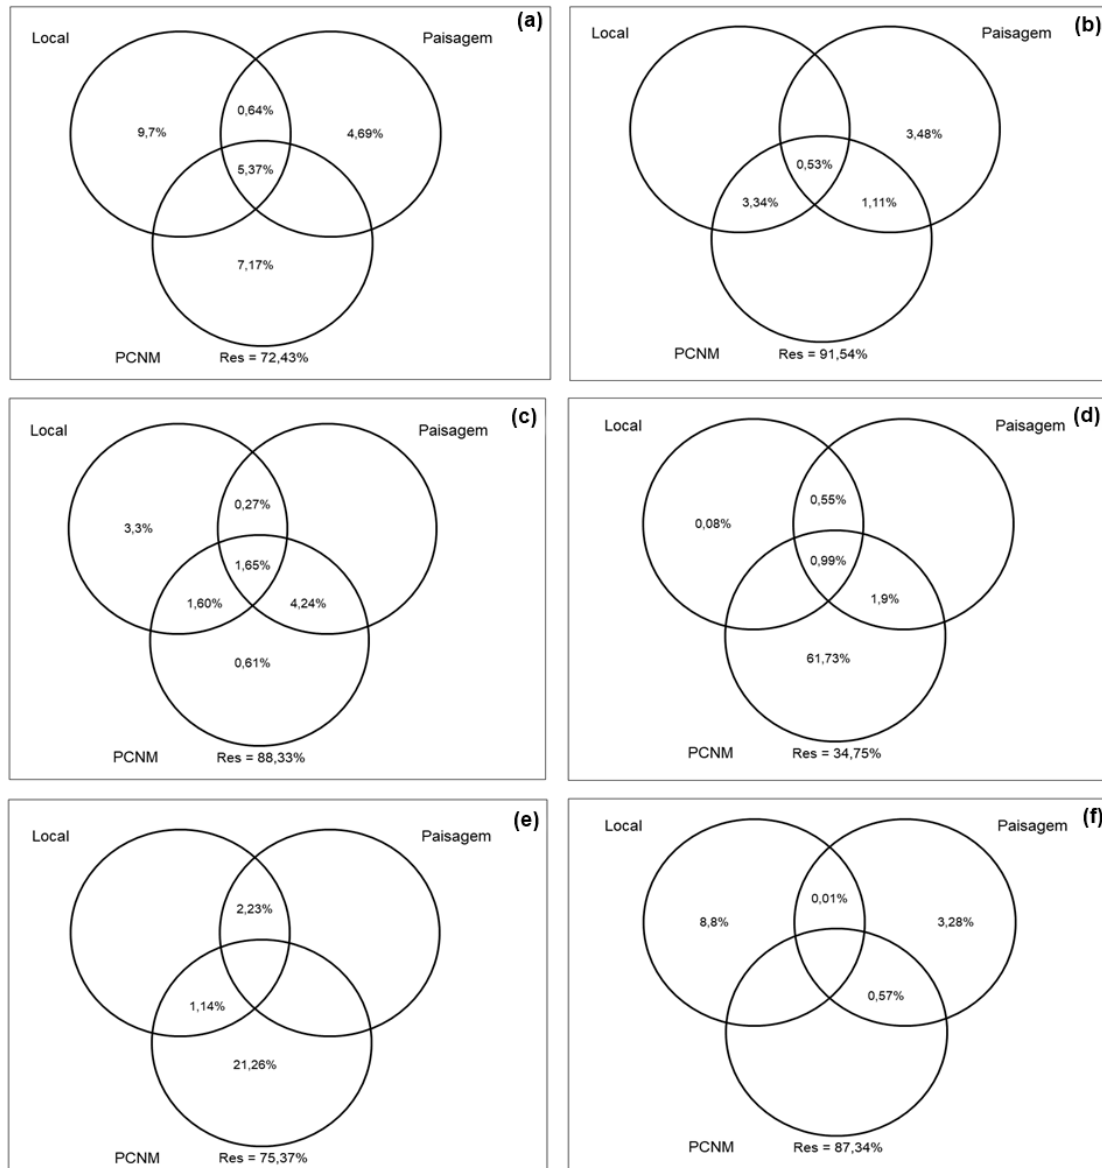 (a)
Local
Paisagem
0,64%
9,7%
4,69%
5,37%
7,17%
PCNM
Res = 72,43%
(b)
Local
Paisagem
3,48%
0,53%
3,34%
1,11%
PCNM
Res = 91,54%
(c)
Local
Paisagem
0,27%
3,3%
1,65%
1,60%
4,24%
0,61%
PCNM
Res = 88,33%
(d)
Local
Paisagem
0,55%
0,08%
0,99%
1,9%
61,73%
PCNM
Res = 34,75%
(e)
Local
Paisagem
2,23%
1,14%
21,26%
PCNM
Res = 75,37%
(f)
Local
Paisagem
0,01%
8,8%
3,28%
0,57%
PCNM
Res = 87,34%